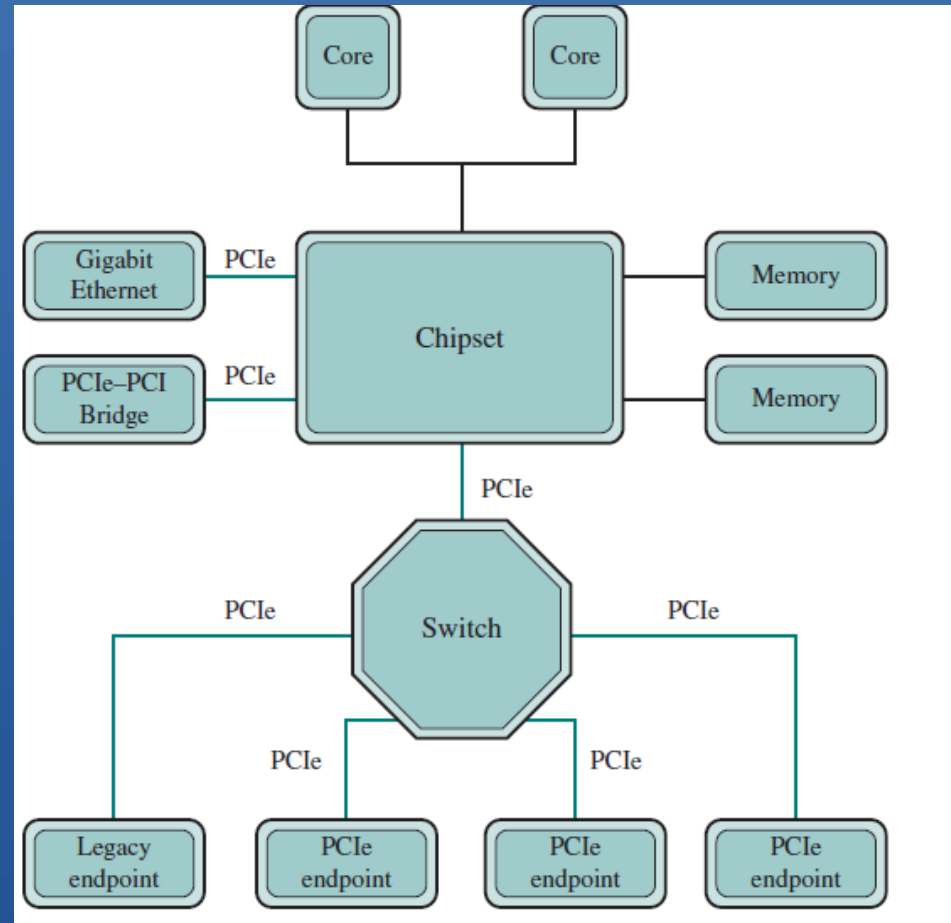 Core
Core
Gigabit
Ethernet
PCIe
Chipset
Memory
PCIe–PCI
Bridge
PCIe
Memory
PCIe
PCIe
Switch
PCIe
PCIe
PCIe
Legacy
endpoint
PCIe
endpoint
PCIe
endpoint
PCIe
endpoint